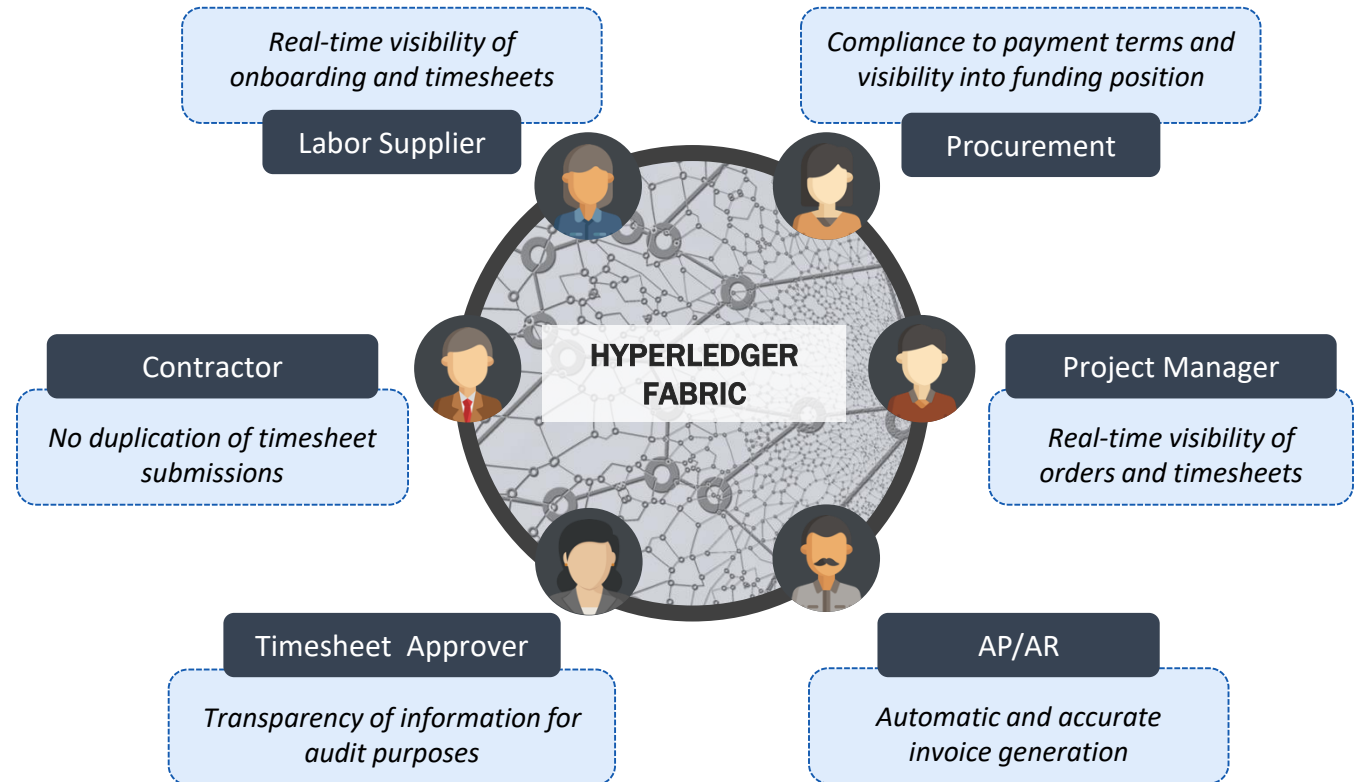 Real-time visibility of
onboarding and timesheets
Labor Supplier
Compliance to payment terms and
visibility into funding position
Procurement
HYPERLEDGER
FABRIC
Contractor
No duplication of timesheet
submissions
Project Manager
Real-time visibility of
orders and timesheets
Timesheet  Approver
Transparency of information for
audit purposes
AP/AR
Automatic and accurate
invoice generation